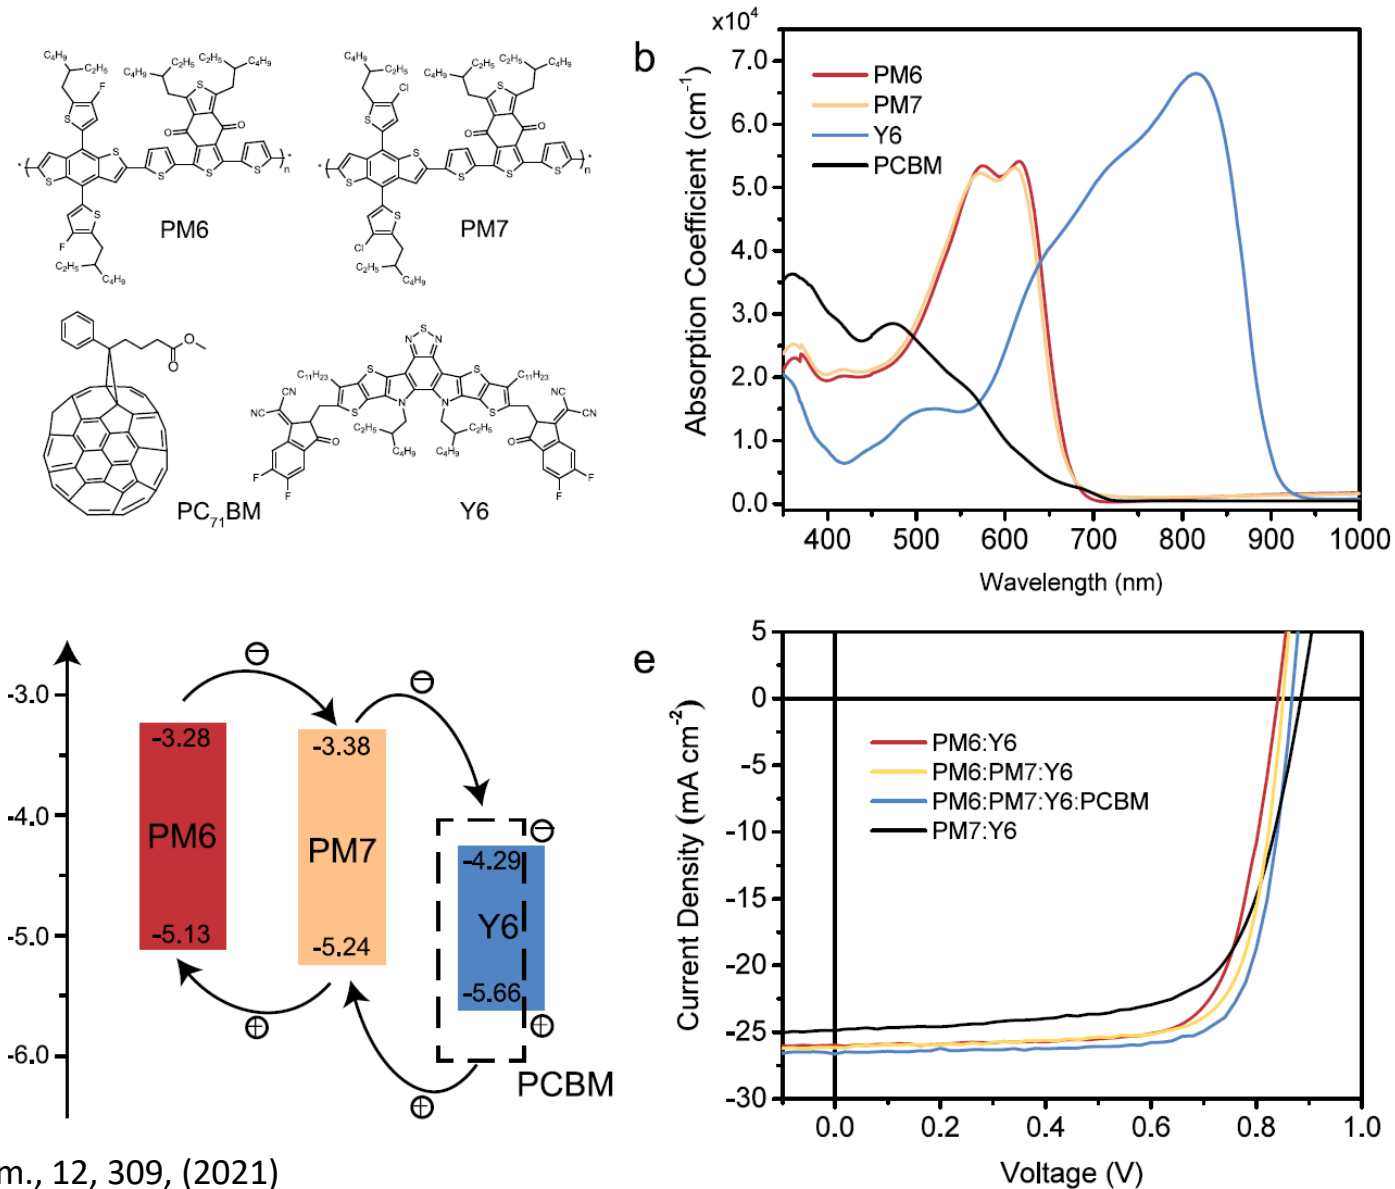 C4H9
C2H5
F
S
C2H5
C4H9
C2H5
C4H9
S
O
O
S
S
S
S
S
*
*
n
S
F
C2H5
C4H9
PM6
C4H9
C2H5
Cl
S
C2H5
C4H9
C2H5
C4H9
S
O
O
S
S
S
S
S
*
*
n
S
Cl
C2H5
C4H9
PM7
O
O
PC71BM
S
N
N
C11H23
C11H23
S
S
S
S
N
N
CN
NC
CN
CN
O
O
C2H5
C4H9
C2H5
C4H9
F
F
F
F
Y6
b
x10⁴
Absorption Coefficient (cm⁻¹)
7.0
6.0
5.0
4.0
3.0
2.0
1.0
0.0
PM6
PM7
Y6
PCBM
400 500 600 700 800 900 1000
Wavelength (nm)
-3.0
-4.0
-5.0
-6.0
-3.28
PM6
-5.13
-3.38
PM7
-5.24
-4.29
Y6
-5.66
PCBM
e
Current Density (mA cm⁻²)
5
0
-5
-10
-15
-20
-25
-30
PM6:Y6
PM6:PM7:Y6
PM6:PM7:Y6:PCBM
PM7:Y6
0.0 0.2 0.4 0.6 0.8 1.0
Voltage (V)
m., 12, 309, (2021)